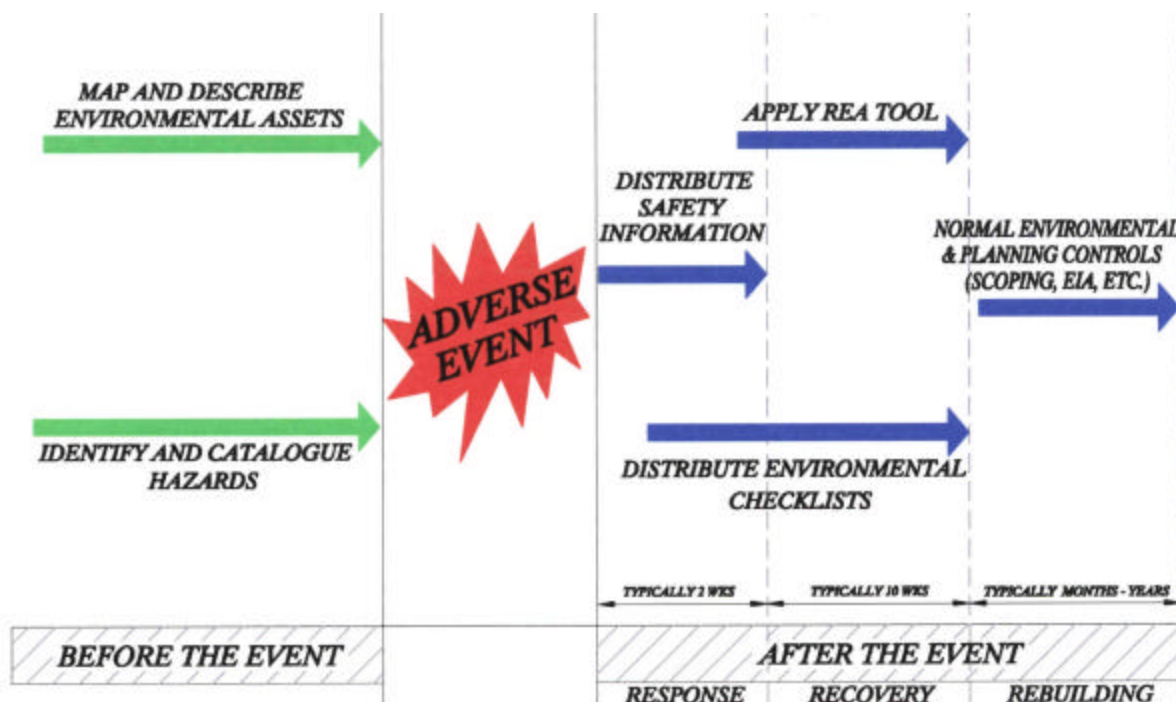 MAP AND DESCRIBE
ENVIRONMENTAL ASSETS
APPLY REA TOOL
DISTRIBUTE
SAFETY
INFORMATION
NORMAL ENVIRONMENTAL
& PLANNING CONTROLS
(SCOPING, EIA, ETC.)
ADVERSE
EVENT
IDENTIFY AND CATALOGUE
HAZARDS
DISTRIBUTE ENVIRONMENTAL
CHECKLISTS
TYPICALLY 2 WKS
TYPICALLY 10 WKS
TYPICALLY MONTHS - YEARS
BEFORE THE EVENT
AFTER THE EVENT
RESPONSE
RECOVERY
REBUILDING